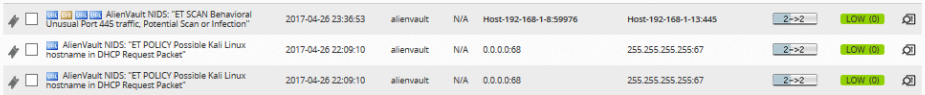 AlienVault NIDS: "ET SCAN Behavioral
Unusual Port 445 traffic, Potential Scan or Infection"
2017-04-26 23:36:53
alienvault
N/A
Host-192-168-1-8:59976
Host-192-168-1-13:445
2->2
LOW (0)
URL AlienVault NIDS: "ET POLICY Possible Kali Linux
hostname in DHCP Request Packet"
2017-04-26 22:09:10
alienvault
N/A
0.0.0.0:68
255.255.255.255:67
2->2
LOW (0)
URL AlienVault NIDS: "ET POLICY Possible Kali Linux
hostname in DHCP Request Packet"
2017-04-26 22:09:10
alienvault
N/A
0.0.0.0:68
255.255.255.255:67
2->2
LOW (0)